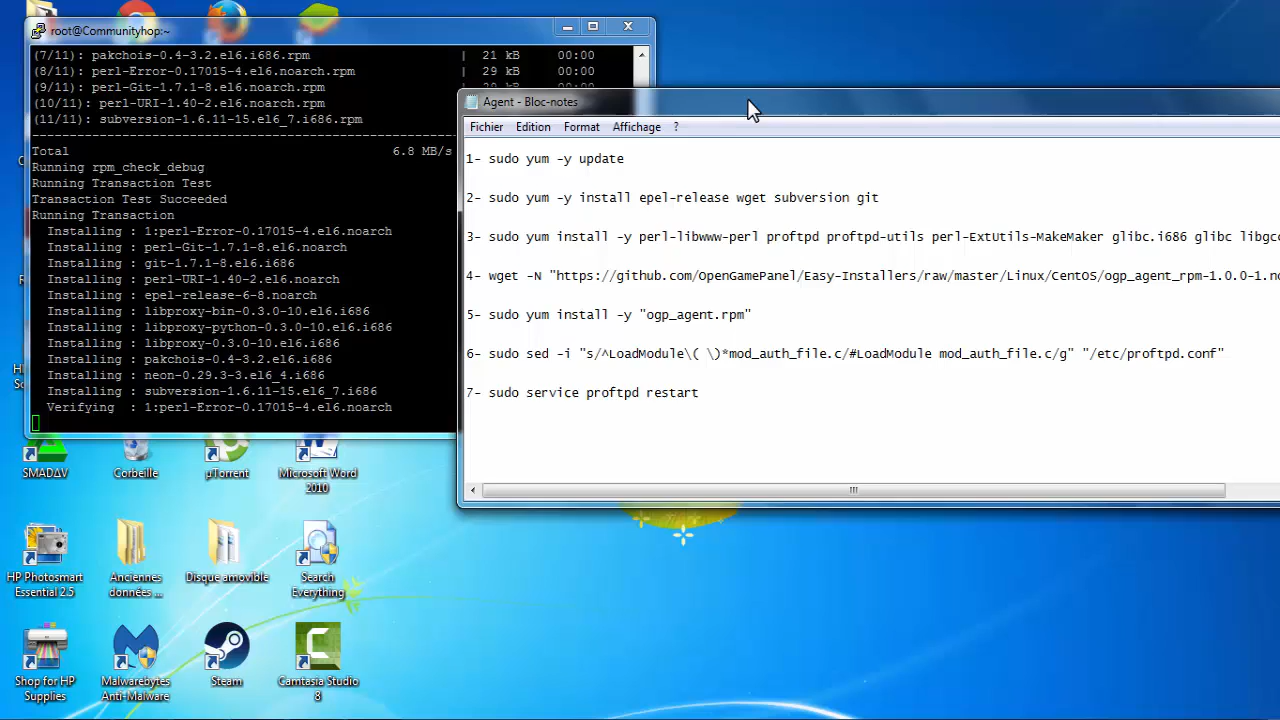 root@Communityhop:~
(7/11): pakchois-0.4-3.2.el6.i686.rpm | 21 kB 00:00
(8/11): perl-Error-0.17015-4.el6.noarch.rpm | 29 kB 00:00
(9/11): perl-Git-1.7.1-8.el6.noarch.rpm
(10/11): perl-URI-1.40-2.el6.noarch.rpm
(11/11): subversion-1.6.11-15.el6_7.i686.rpm
Total 6.8 MB/s
Running rpm_check_debug
Running Transaction Test
Transaction Test Succeeded
Running Transaction
Installing : 1:perl-Error-0.17015-4.el6.noarch
Installing : perl-Git-1.7.1-8.el6.noarch
Installing : git-1.7.1-8.el6.i686
Installing : perl-URI-1.40-2.el6.noarch
Installing : epel-release-6-8.noarch
Installing : libproxy-bin-0.3.0-10.el6.i686
Installing : libproxy-python-0.3.0-10.el6.i686
Installing : libproxy-0.3.0-10.el6.i686
Installing : pakchois-0.4-3.2.el6.i686
Installing : neon-0.29.3-3.el6_4.i686
Installing : subversion-1.6.11-15.el6_7.i686
Verifying : 1:perl-Error-0.17015-4.el6.noarch
Agent - Bloc-notes
Fichier Edition Format Affichage ?
1- sudo yum -y update
2- sudo yum -y install epel-release wget subversion git
3- sudo yum install -y perl-libwww-perl proftpd proftpd-utils perl-ExtUtils-MakeMaker glibc.i686 glibc libgcc
4- wget -N "https://github.com/OpenGamePanel/Easy-Installers/raw/master/Linux/CentOS/ogp_agent_rpm-1.0.0-1.no
5- sudo yum install -y "ogp_agent.rpm"
6- sudo sed -i "s/^LoadModule\( \)*mod_auth_file.c/#LoadModule mod_auth_file.c/g" "/etc/proftpd.conf"
7- sudo service proftpd restart
SMADΔV
Corbeille
µTorrent
Microsoft Word
2010
HP Photosmart
Essential 2.5
Anciennes
données ...
Disque amovible
Search
Everything
Shop for HP
Supplies
Malwarebytes
Anti-Malware
Steam
Camtasia Studio
8